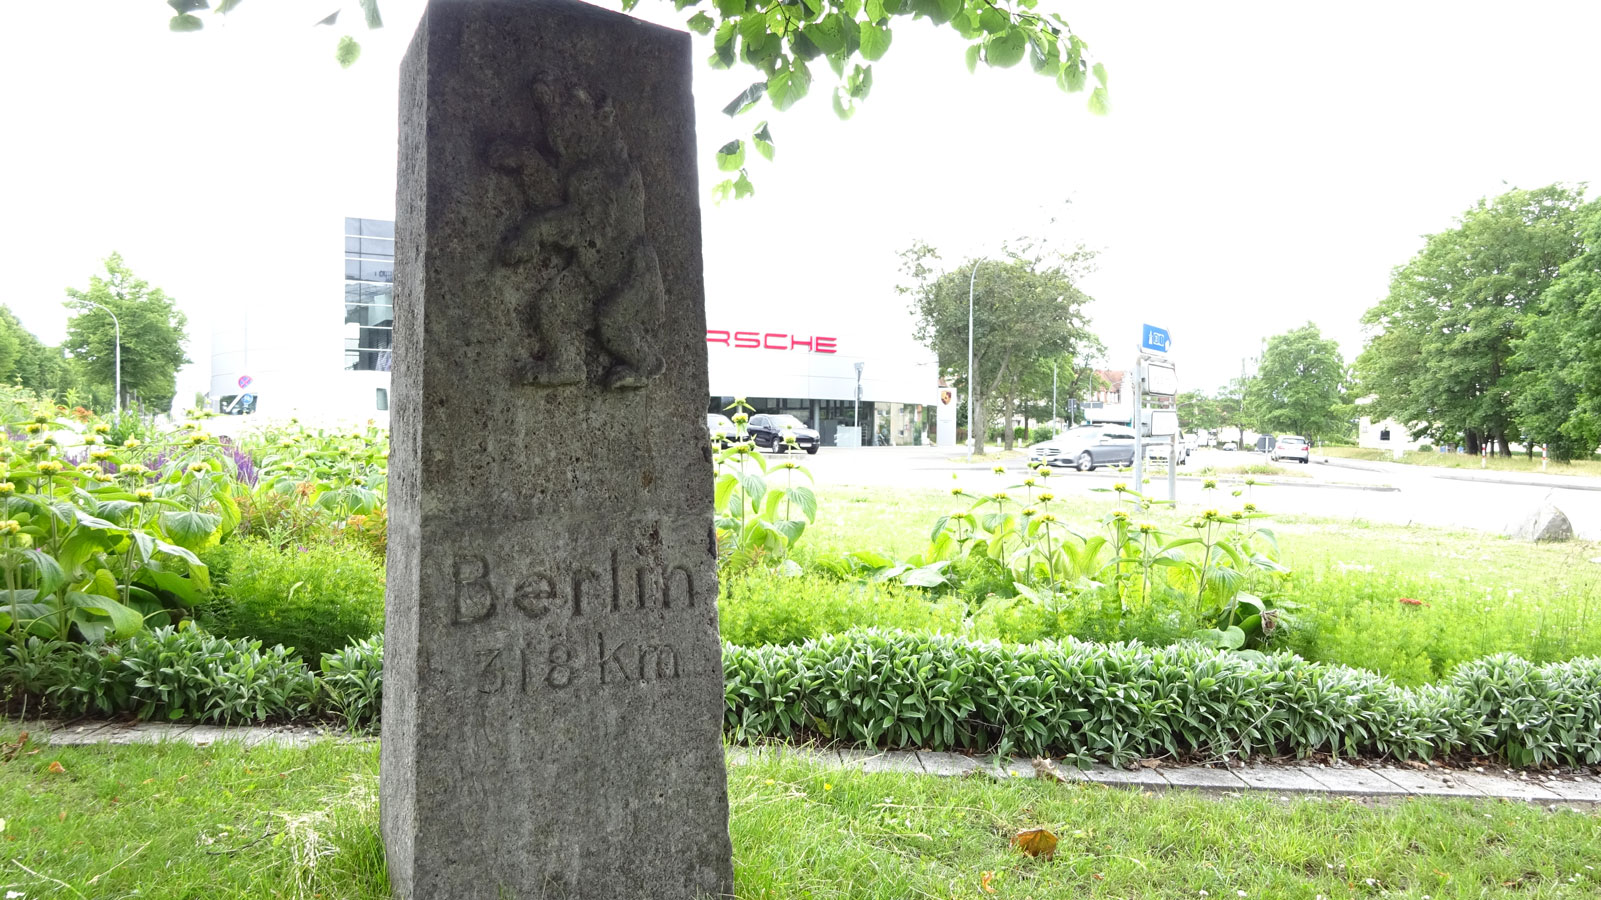 RSCHE
Berlin
318 km